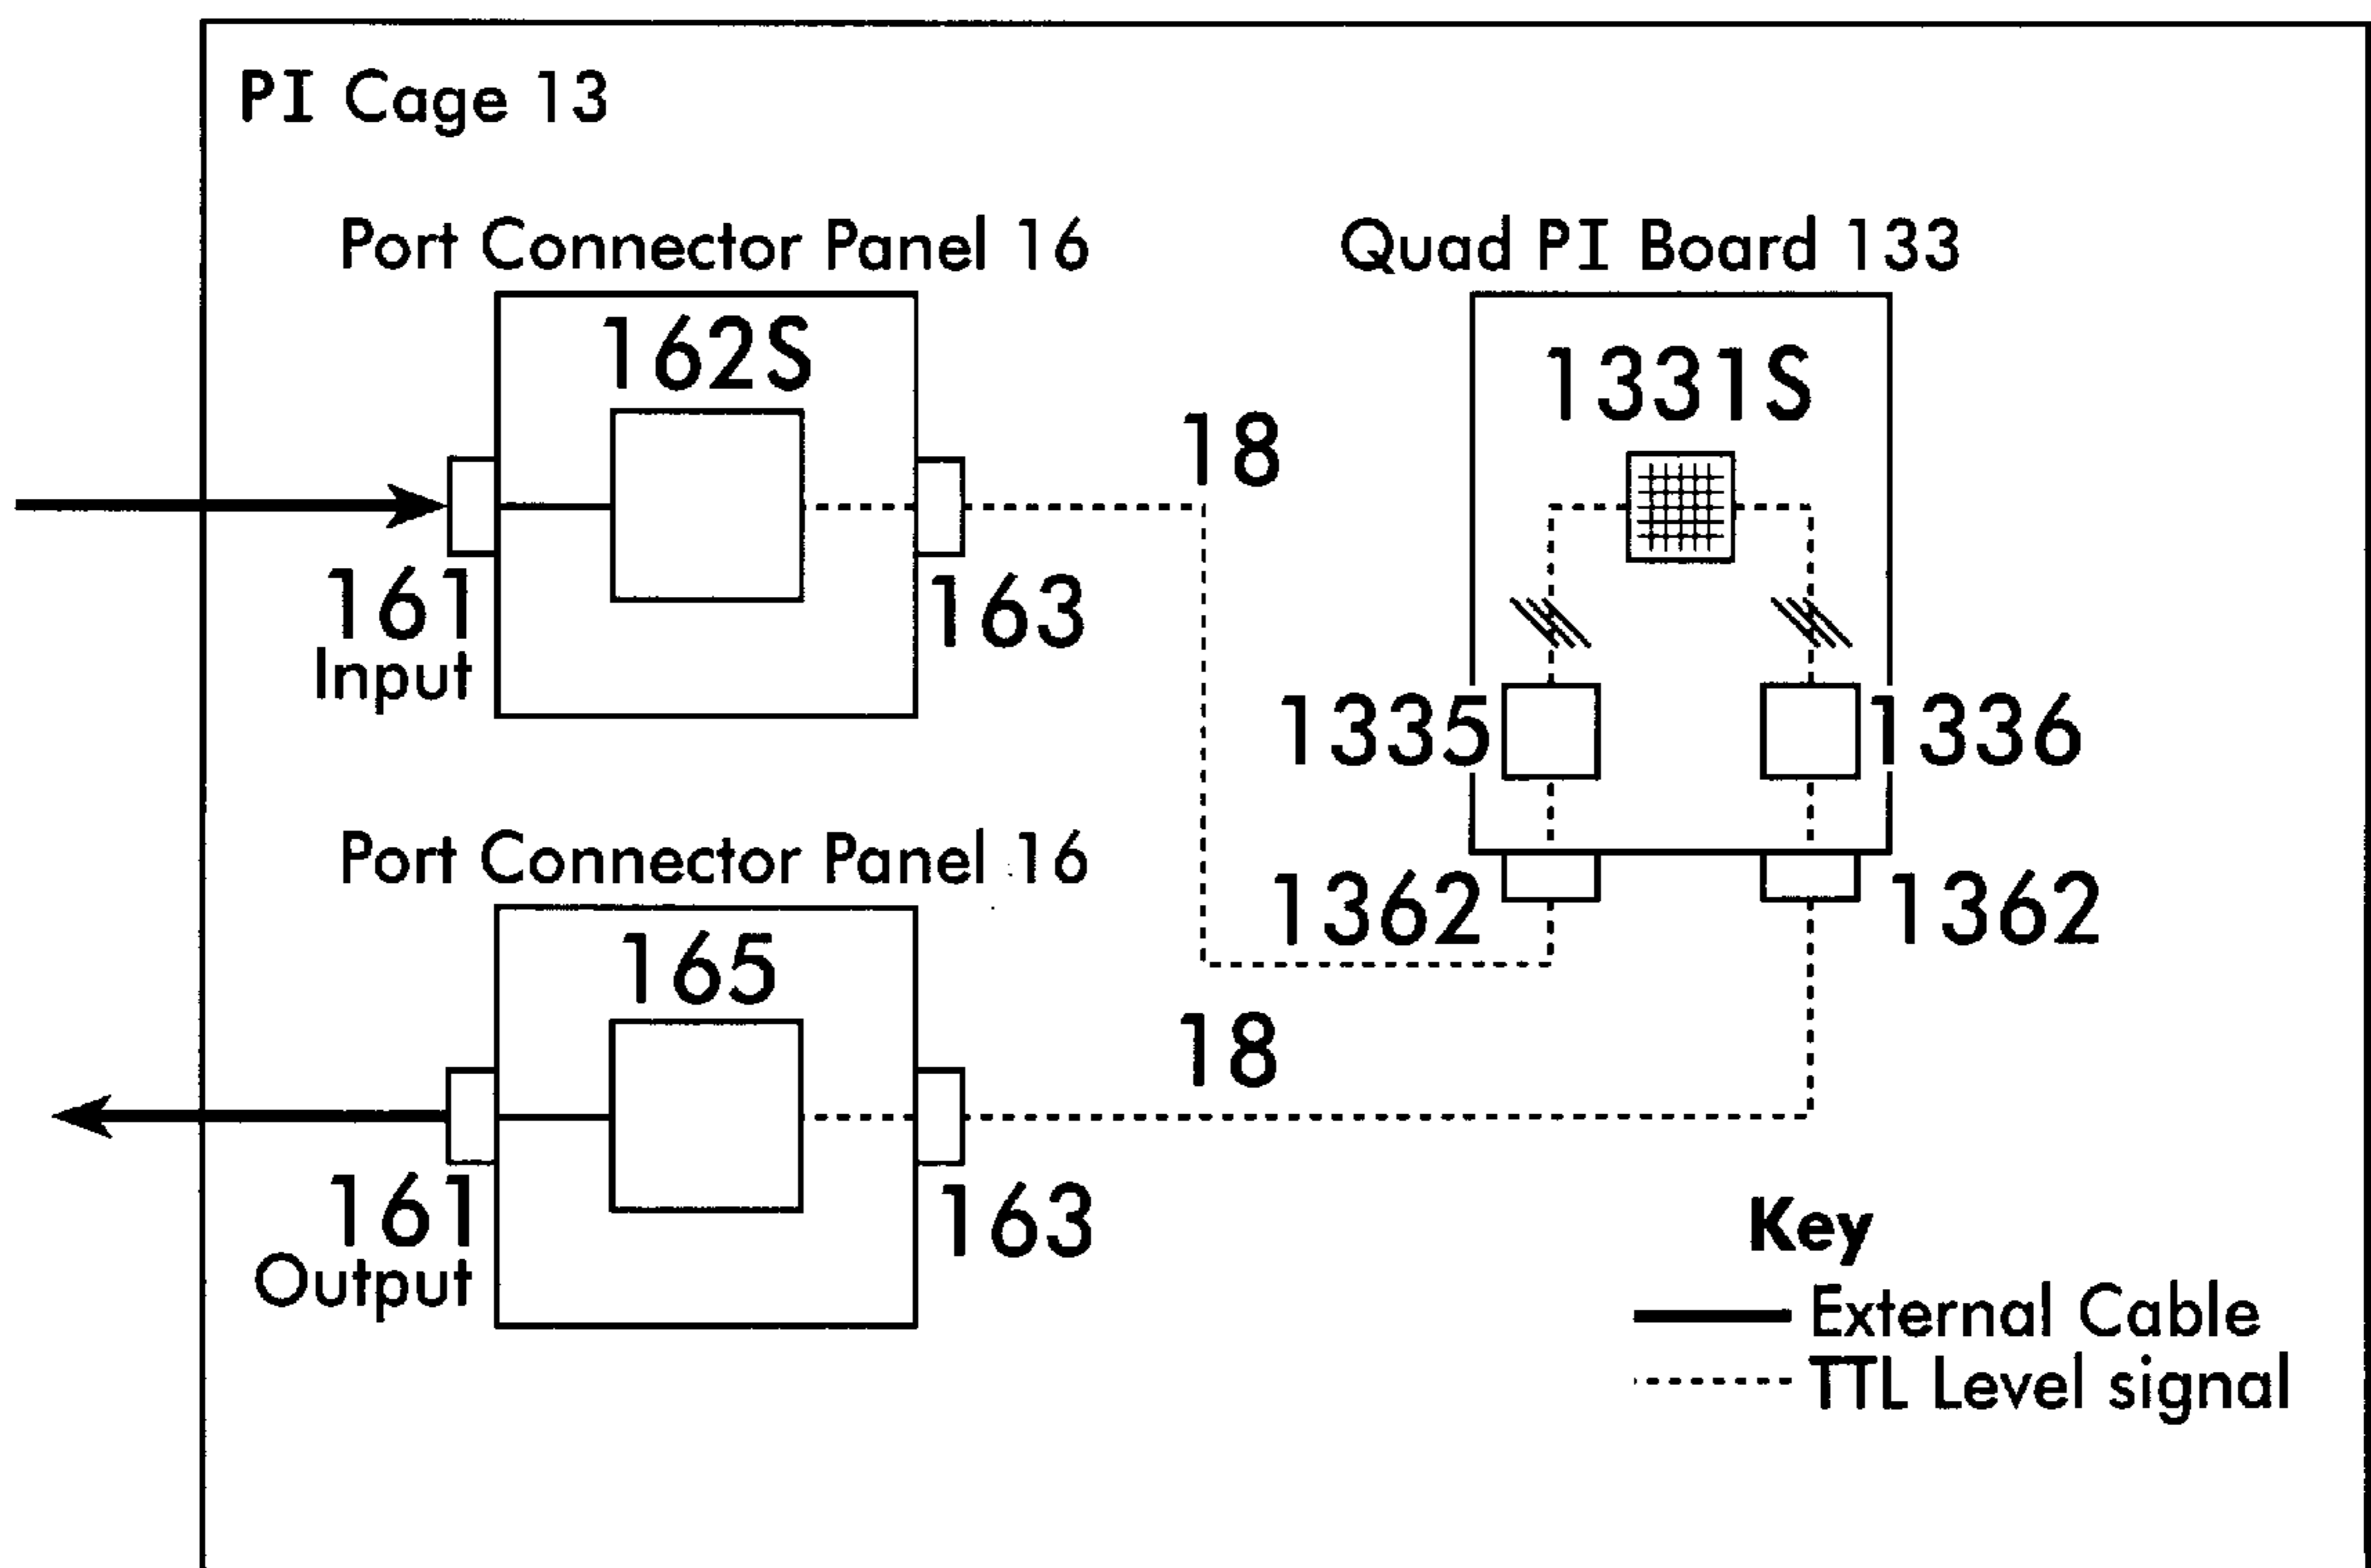 PI Cage 13
Port Connector Panel 16
Quad PI Board 133
162S
1331S
18
161
Input
163
1335
1336
Port Connector Panel 16
1362
1362
165
18
161
Output
163
Key
External Cable
TTL Level signal